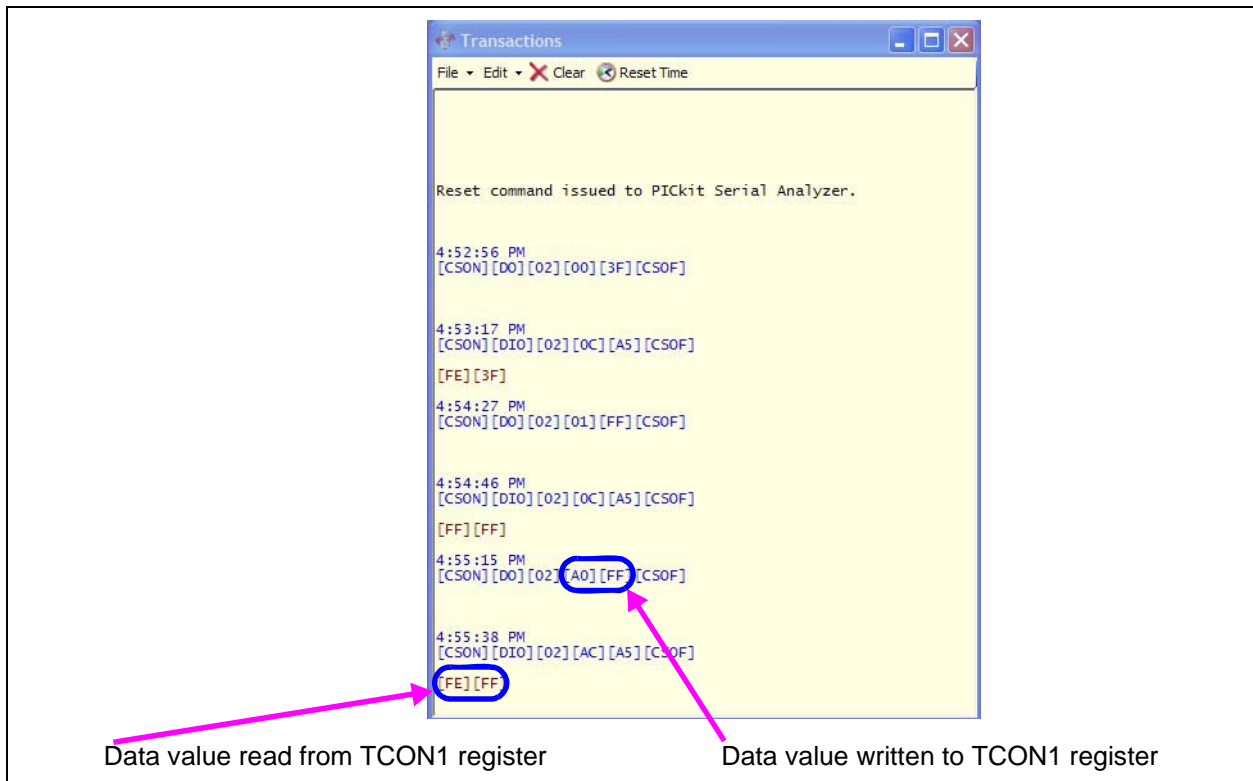 Transactions
File Edit Clear Reset Time
Reset command issued to PICkit Serial Analyzer.
4:52:56 PM
[CSON][DO][02][00][3F][CSOF]
4:53:17 PM
[CSON][DIO][02][0C][A5][CSOF]
[FE][3F]
4:54:27 PM
[CSON][DO][02][01][FF][CSOF]
4:54:46 PM
[CSON][DIO][02][0C][A5][CSOF]
[FF][FF]
4:55:15 PM
[CSON][DO][02][A0][FF][CSOF]
4:55:38 PM
[CSON][DIO][02][AC][A5][CSOF]
[FE][FF]
Data value read from TCON1 register
Data value written to TCON1 register